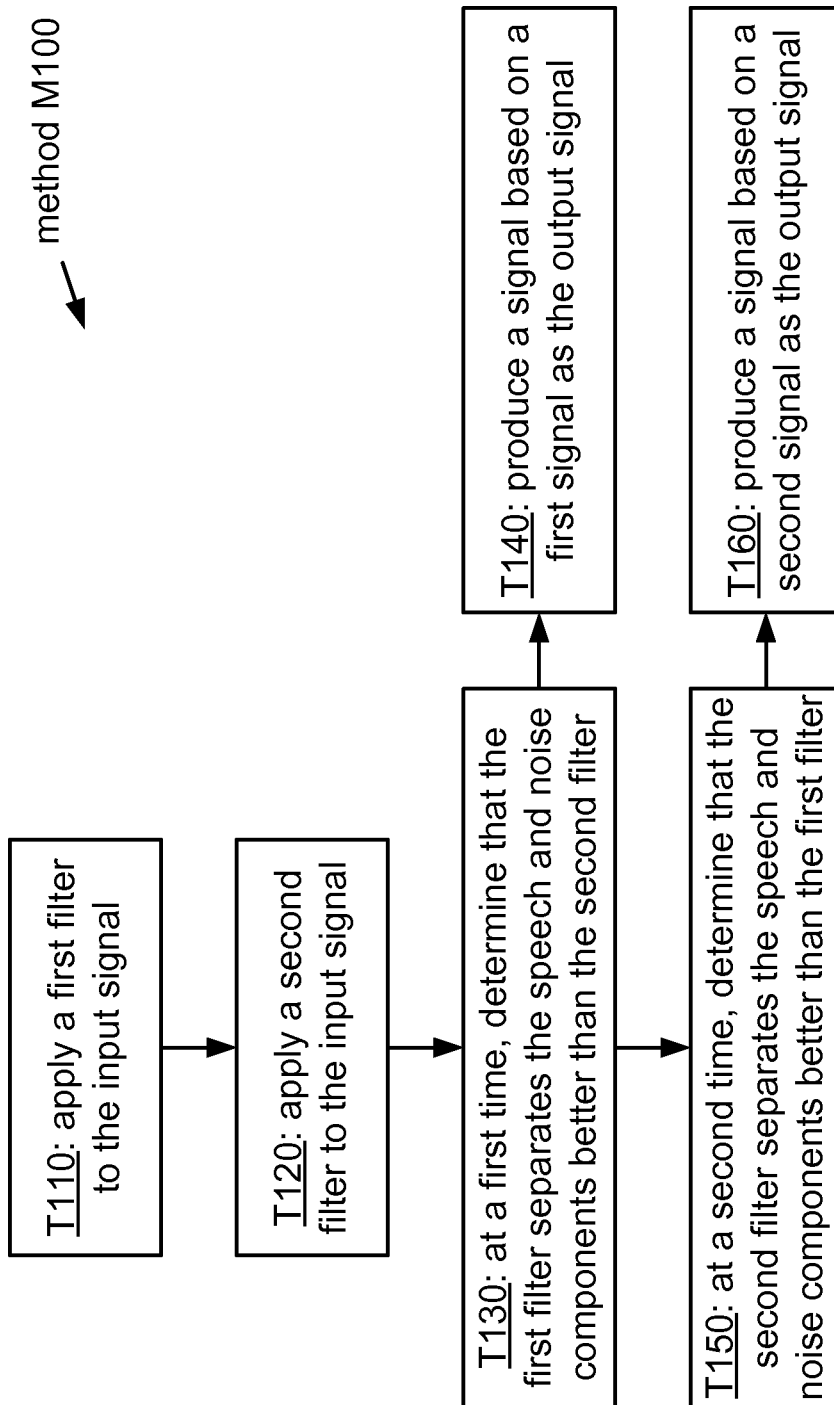 method M100
T110: apply a first filter
to the input signal
T120: apply a second
filter to the input signal
T130: at a first time, determine that the
first filter separates the speech and noise
components better than the second filter
T140: produce a signal based on a
first signal as the output signal
T150: at a second time, determine that the
second filter separates the speech and
noise components better than the first filter
T160: produce a signal based on a
second signal as the output signal